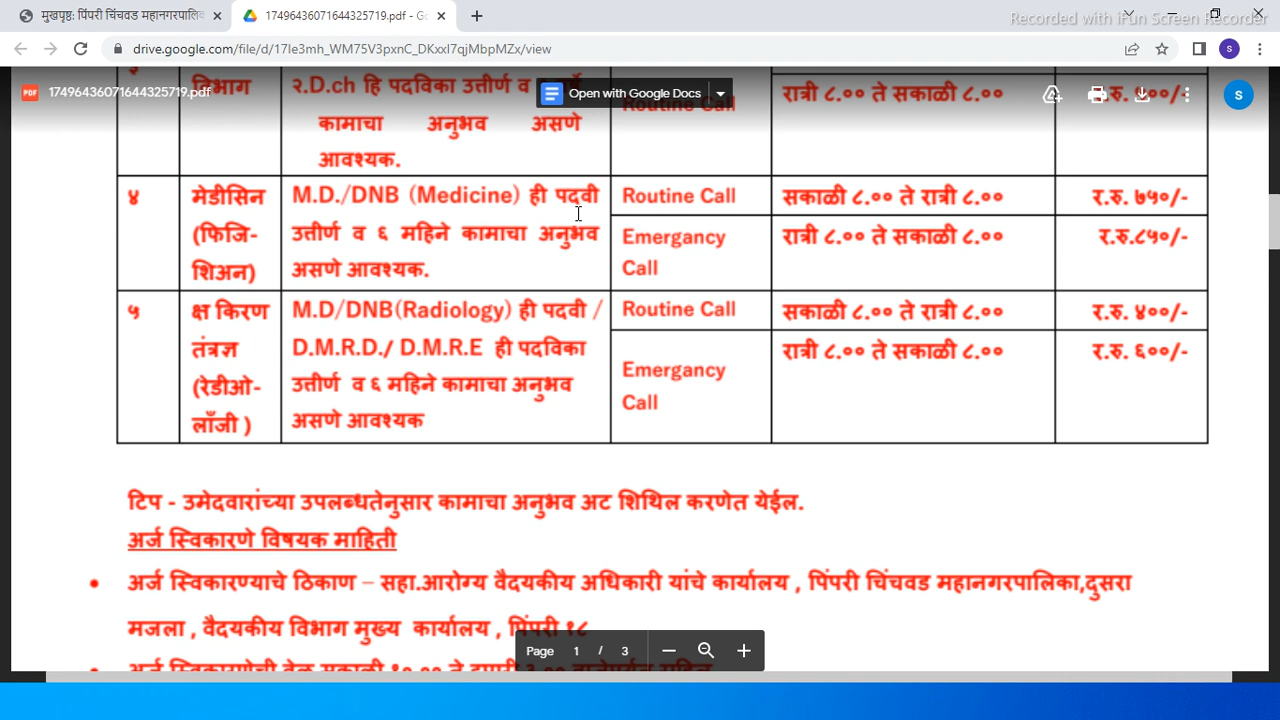 मुखपृष्ठ: पिंपरी चिंचवड महानगरपालि
17496436071644325719.pdf - Go
Recorded with iFun Screen Recorder
drive.google.com/file/d/17Ie3mh_WM75V3pxnC_DKxxI7qjMbpMZx/view
17496436071644325719.pdf
Open with Google Docs
S
विभाग
२.D.ch हि पदविका उत्तीर्ण व
कामाचा अनुभव असणे
आवश्यक.
Routine Call
रात्री ८.०० ते सकाळी ८.००
४
मेडीसिन
(फिजि-
शिअन)
M.D./DNB (Medicine) ही पदवी
उत्तीर्ण व ६ महिने कामाचा अनुभव
असणे आवश्यक.
Routine Call
सकाळी ८.०० ते रात्री ८.००
र.रु. ७५०/-
Emergancy
Call
रात्री ८.०० ते सकाळी ८.००
र.रु.८५०/-
५
क्ष किरण
तंत्रज्ञ
(रेडीओ-
लॉजी )
M.D/DNB(Radiology) ही पदवी /
D.M.R.D./ D.M.R.E ही पदविका
उत्तीर्ण व ६ महिने कामाचा अनुभव
असणे आवश्यक
Routine Call
सकाळी ८.०० ते रात्री ८.००
र.रु. ४००/-
Emergancy
Call
रात्री ८.०० ते सकाळी ८.००
र.रु. ६००/-
टिप - उमेदवारांच्या उपलब्धतेनुसार कामाचा अनुभव अट शिथिल करणेत येईल.
अर्ज स्विकारणे विषयक माहिती
• अर्ज स्विकारण्याचे ठिकाण – सहा.आरोग्य वैदयकीय अधिकारी यांचे कार्यालय , पिंपरी चिंचवड महानगरपालिका,दुसरा
मजला , वैदयकीय विभाग मुख्य कार्यालय , पिंपरी १८
Page 1 / 3